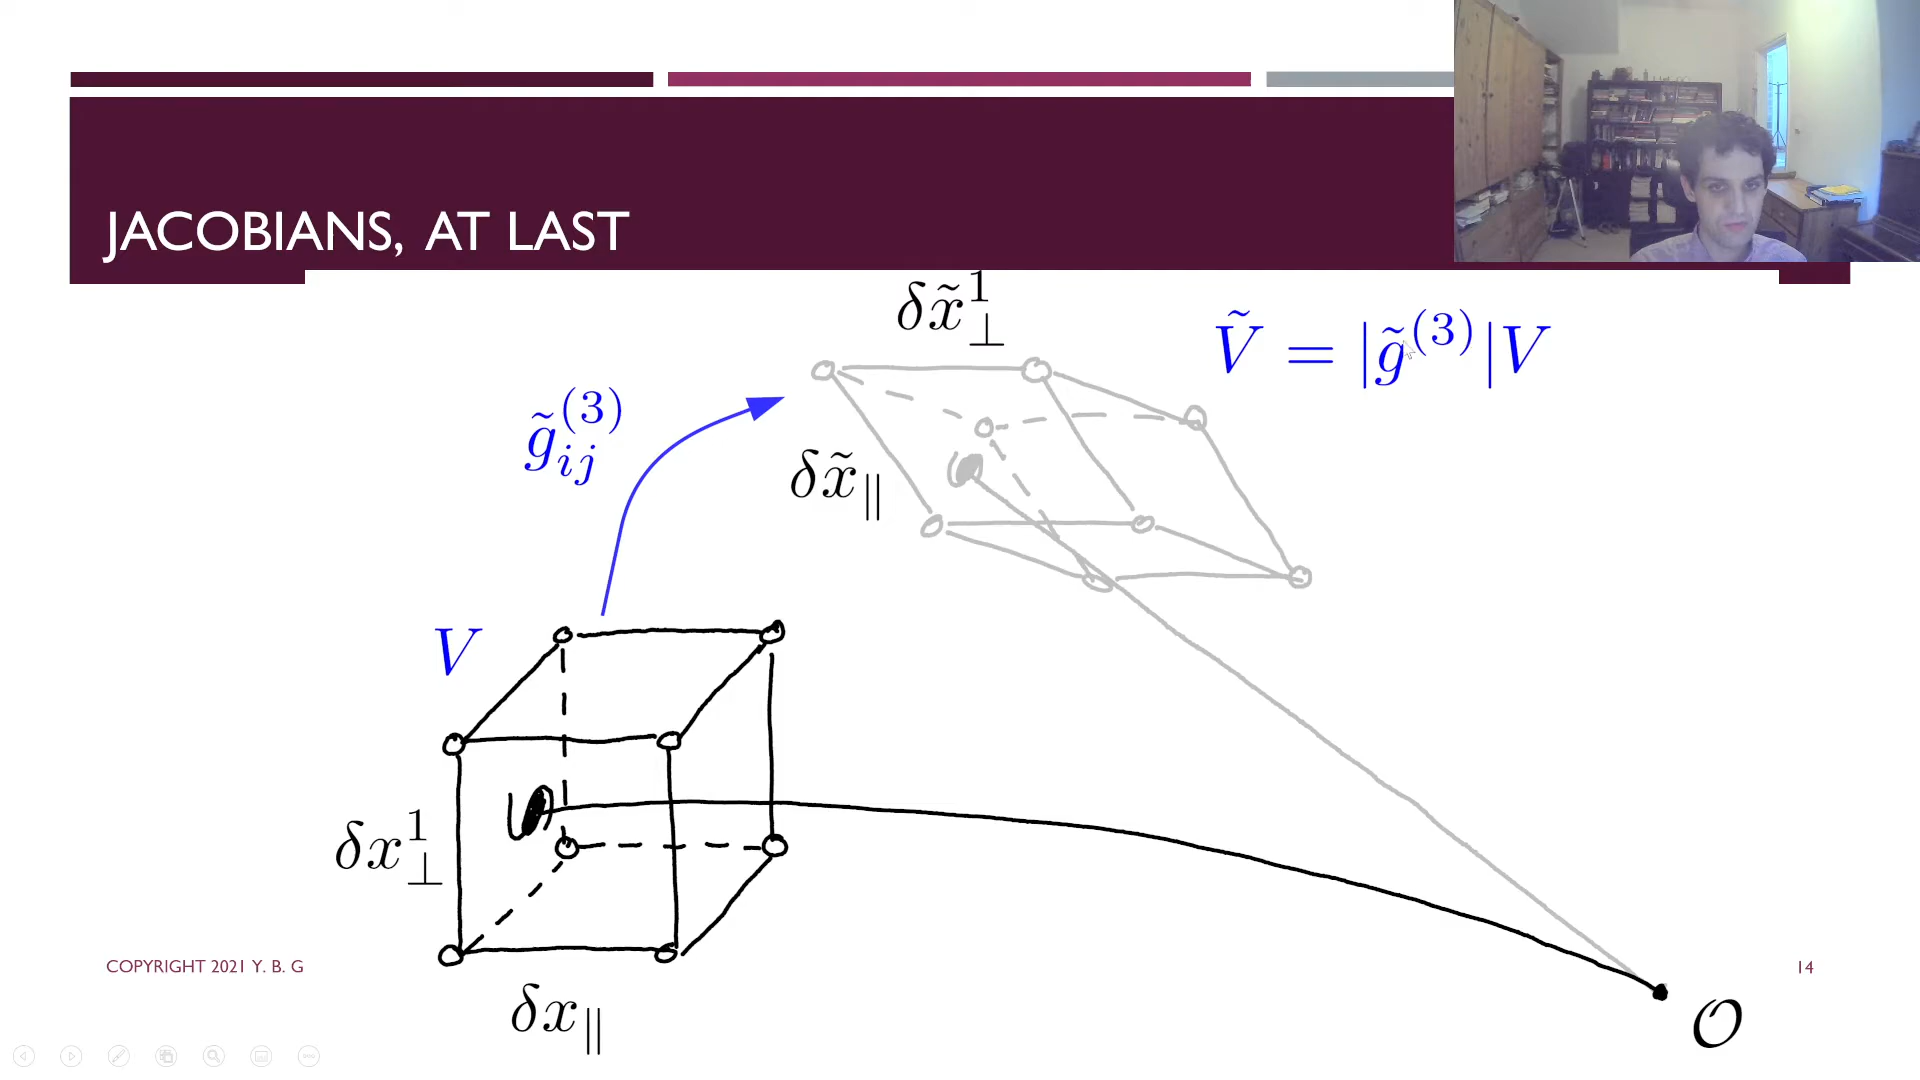 JACOBIANS, AT LAST
δx̃¹⊥
Ṽ = |g̃⁽³⁾|V
g̃ᵢⱼ⁽³⁾
δx̃∥
V
δx¹⊥
COPYRIGHT 2021 Y. B. G
14
δx∥
𝒪